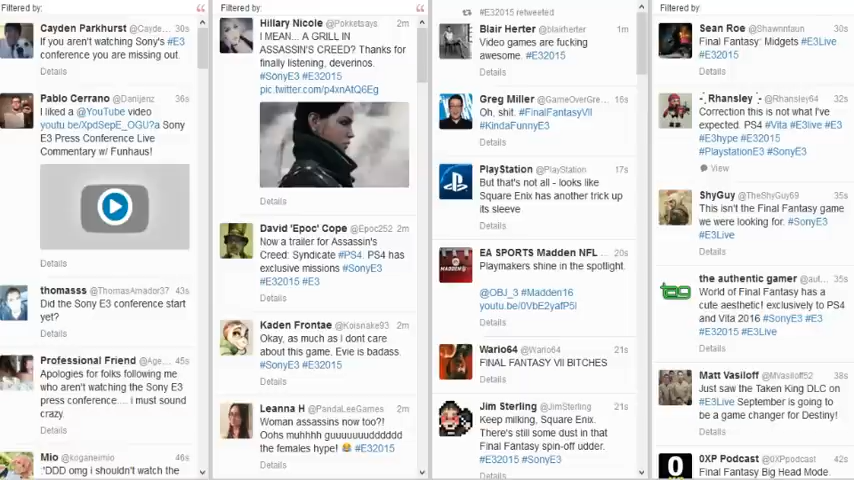 Filtered by:
Cayden Parkhurst @Cayde... 30s
If you aren't watching Sony's #E3
conference you are missing out.
Details
Pablo Cerrano @Danijenz 36s
I liked a @YouTube video
youtu.be/XpdSepE_OGU?a Sony
E3 Press Conference Live
Commentary w/ Funhaus!
Details
thomasss @ThomasAmador37 43s
Did the Sony E3 conference start
yet?
Details
Professional Friend @Age... 45s
Apologies for folks following me
who aren't watching the Sony E3
press conference.... i must sound
crazy.
Details
Mio @koganeimio 46s
:"DDD omg i shouldn't watch the
Filtered by:
Hillary Nicole @Pokketsays 2m
I MEAN... A GRILL IN
ASSASSIN'S CREED? Thanks for
finally listening, deverinos.
#SonyE3 #E32015
pic.twitter.com/p4xnAtQ6Eg
Details
David 'Epoc' Cope @Epoc252 2m
Now a trailer for Assassin's
Creed: Syndicate #PS4. PS4 has
exclusive missions #SonyE3
#E32015 #E3
Details
Kaden Frontae @Koisnake93 2m
Okay, as much as I dont care
about this game. Evie is badass.
#SonyE3 #E32015
Details
Leanna H @PandaLeeGames 2m
Woman assassins now too?!
Oohs muhhhh guuuuuuddddddd
the females hype! 😂 #E32015
Details
#E32015 retweeted
Blair Herter @blairherter 1m
Video games are fucking
awesome. #E32015
Details
Greg Miller @GameOverGre... 16s
Oh, shit. #FinalFantasyVII
#KindaFunnyE3
Details
PlayStation @PlayStation 17s
But that's not all - looks like
Square Enix has another trick up
its sleeve
Details
EA SPORTS Madden NFL ... 20s
Playmakers shine in the spotlight.
@OBJ_3 #Madden16
youtu.be/0VbE2yafP5I
Details
Wario64 @Wario64 21s
FINAL FANTASY VII BITCHES
Details
Jim Sterling @JimSterling 21s
Keep milking, Square Enix.
There's still some dust in that
Final Fantasy spin-off udder.
#E32015 #SonyE3
Details
Filtered by:
Sean Roe @Shawnntaun 30s
Final Fantasy: Midgets #E3Live
#E32015
Details
Rhansley @Rhansley64 32s
Correction this is not what I've
expected. PS4 #Vita #E3live #E3
#E3hype #E32015
#PlaystationE3 #SonyE3
View
ShyGuy @TheShyGuy69 35s
This isn't the Final Fantasy game
we were looking for. #SonyE3
#E3Live
Details
the authentic gamer @aut... 35s
World of Final Fantasy has a
cute aesthetic! exclusively to PS4
and Vita 2016 #SonyE3 #E3
#E32015 #E3Live
Details
Matt Vasiloff @MVasiloff52 38s
Just saw the Taken King DLC on
#E3Live September is going to
be a game changer for Destiny!
Details
0XP Podcast @0XPpodcast 42s
Final Fantasy Big Head Mode.